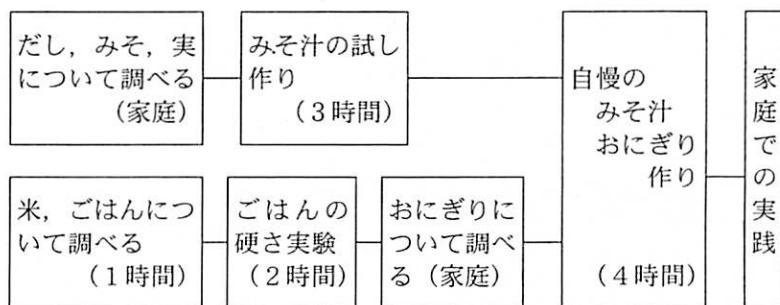 だし，みそ，実
について調べる
（家庭）
みそ汁の試し
作り
（３時間）
米，ごはんにつ
いて調べる
（１時間）
ごはんの
硬さ実験
（２時間）
おにぎりに
ついて調べ
る（家庭）
自慢の
みそ汁
おにぎり
作り
（４時間）
家庭での実践